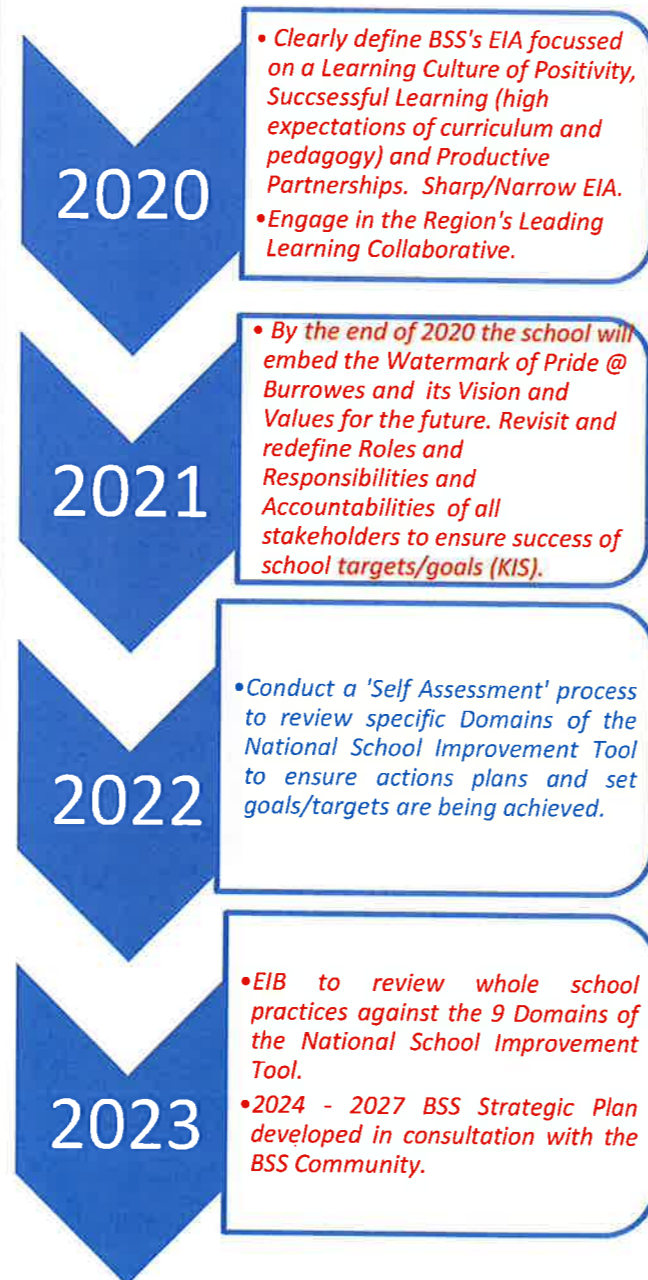 2020
• Clearly define BSS's EIA focussed
on a Learning Culture of Positivity,
Succsessful Learning (high
expectations of curriculum and
pedagogy) and Productive
Partnerships. Sharp/Narrow EIA.
•Engage in the Region's Leading
Learning Collaborative.
2021
• By the end of 2020 the school will
embed the Watermark of Pride @
Burrowes and its Vision and
Values for the future. Revisit and
redefine Roles and
Responsibilities and
Accountabilities of all
stakeholders to ensure success of
school targets/goals (KIS).
2022
•Conduct a 'Self Assessment' process
to review specific Domains of the
National School Improvement Tool
to ensure actions plans and set
goals/targets are being achieved.
2023
•EIB to review whole school
practices against the 9 Domains of
the National School Improvement
Tool.
•2024 - 2027 BSS Strategic Plan
developed in consultation with the
BSS Community.